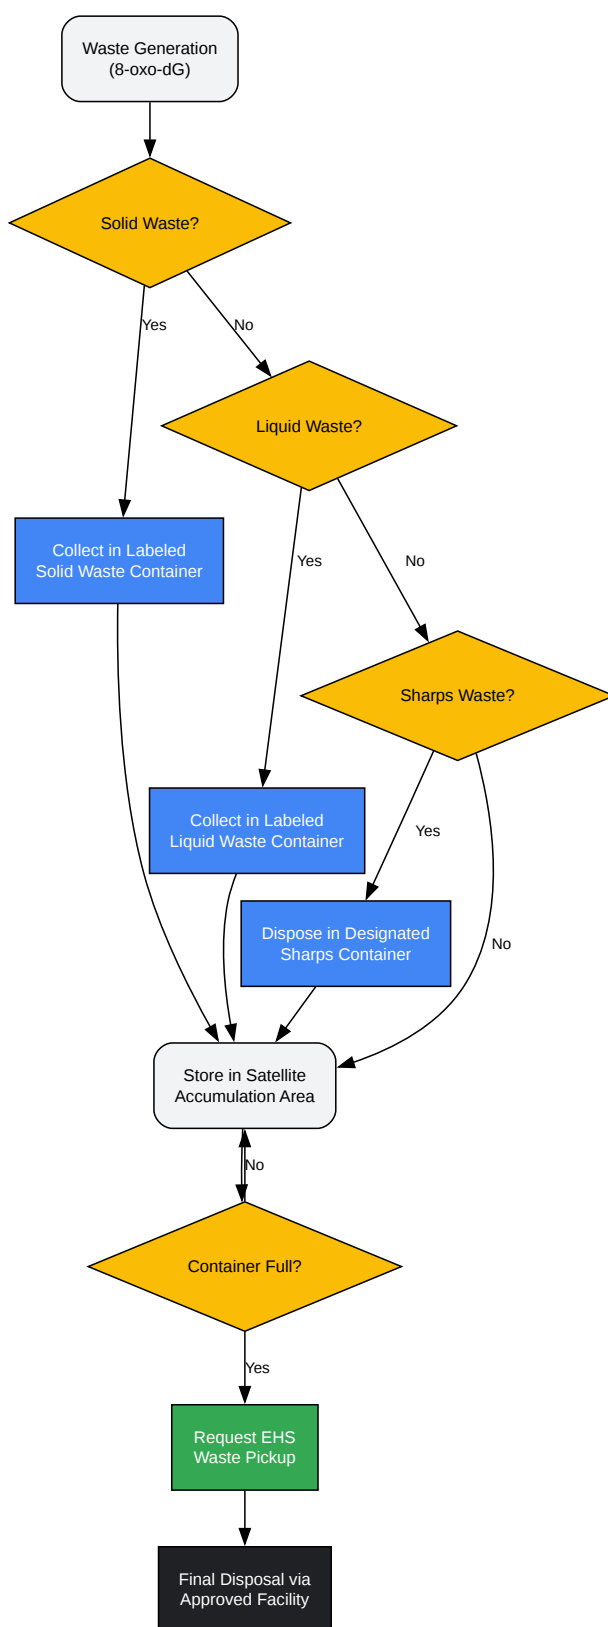 Waste Generation
(8-oxo-dG)
Solid Waste?
Yes
No
Liquid Waste?
Collect in Labeled
Solid Waste Container
Yes
No
Sharps Waste?
Collect in Labeled
Liquid Waste Container
Yes
Dispose in Designated
Sharps Container
No
Store in Satellite
Accumulation Area
No
Container Full?
Yes
Request EHS
Waste Pickup
Final Disposal via
Approved Facility